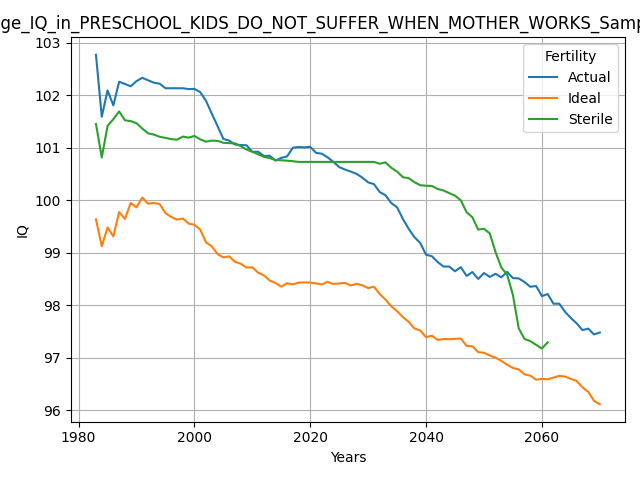 ge_IQ_in_PRESCHOOL_KIDS_DO_NOT_SUFFER_WHEN_MOTHER_WORKS_Samp
103
102
101
100
99
98
97
96
IQ
Fertility
Actual
Ideal
Sterile
1980
2000
2020
2040
2060
Years